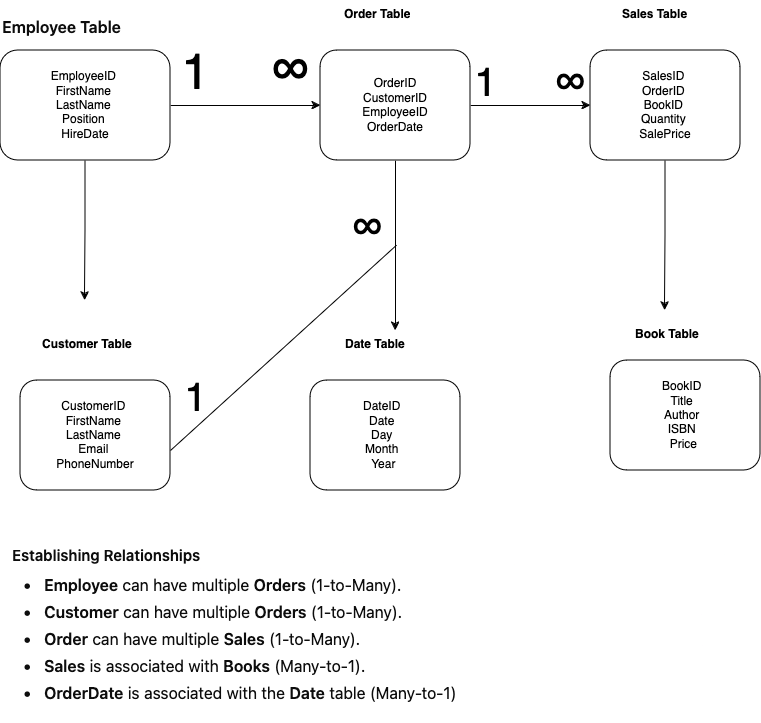 Order Table
Sales Table
Employee Table
1
∞
1
∞
EmployeeID
FirstName
LastName
Position
HireDate
OrderID
CustomerID
EmployeeID
OrderDate
SalesID
OrderID
BookID
Quantity
SalePrice
∞
Customer Table
Date Table
Book Table
1
CustomerID
FirstName
LastName
Email
PhoneNumber
DateID
Date
Day
Month
Year
BookID
Title
Author
ISBN
Price
Establishing Relationships
• Employee can have multiple Orders (1-to-Many).
• Customer can have multiple Orders (1-to-Many).
• Order can have multiple Sales (1-to-Many).
• Sales is associated with Books (Many-to-1).
• OrderDate is associated with the Date table (Many-to-1)